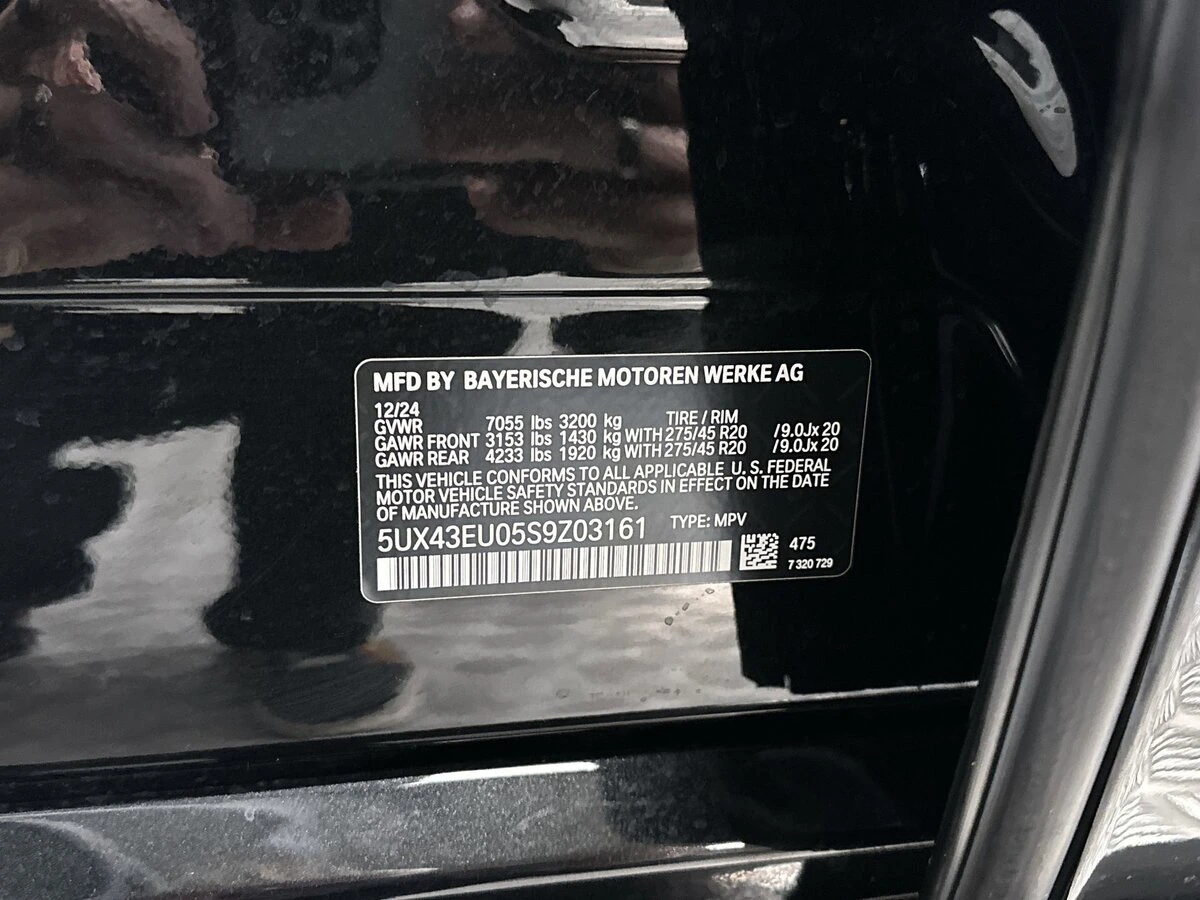 MFD BY BAYERISCHE MOTOREN WERKE AG
12/24
GVWR 7055 lbs 3200 kg TIRE / RIM
GAWR FRONT 3153 lbs 1430 kg WITH 275/45 R20 /9.0Jx 20
GAWR REAR 4233 lbs 1920 kg WITH 275/45 R20 /9.0Jx 20
THIS VEHICLE CONFORMS TO ALL APPLICABLE U.S. FEDERAL
MOTOR VEHICLE SAFETY STANDARDS IN EFFECT ON THE DATE
OF MANUFACTURE SHOWN ABOVE.
5UX43EU05S9Z03161 TYPE: MPV
475
7 320 729